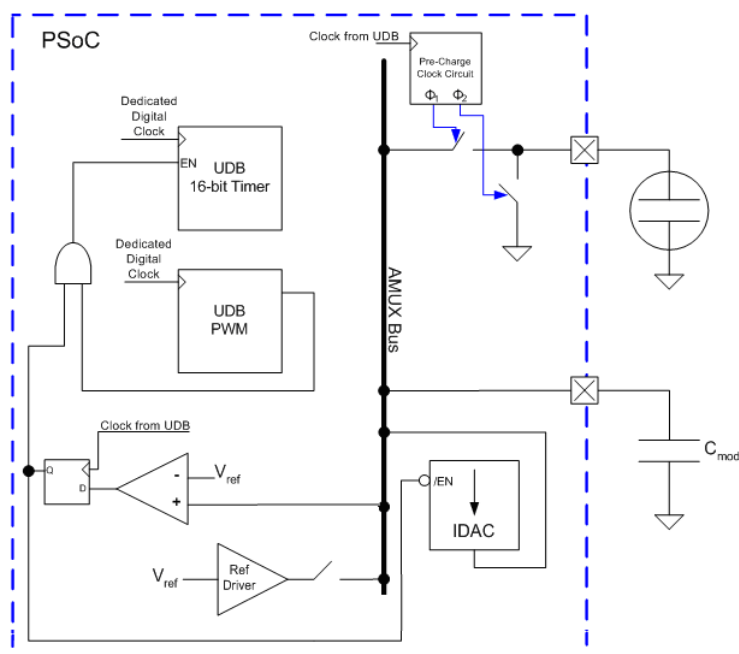 PSoC
Clock from UDB
Pre-Charge
Clock Circuit
Φ1 Φ2
Dedicated
Digital
Clock
EN
UDB
16-bit Timer
Dedicated
Digital
Clock
UDB
PWM
AMUX Bus
Clock from UDB
Q
D
-
Vref
+
/EN
IDAC
Cmod
Vref
Ref
Driver